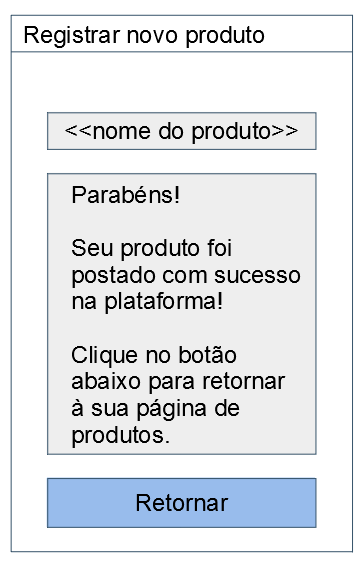 Registrar novo produto
<<nome do produto>>
Parabéns!
Seu produto foi
postado com sucesso
na plataforma!
Clique no botão
abaixo para retornar
à sua página de
produtos.
Retornar